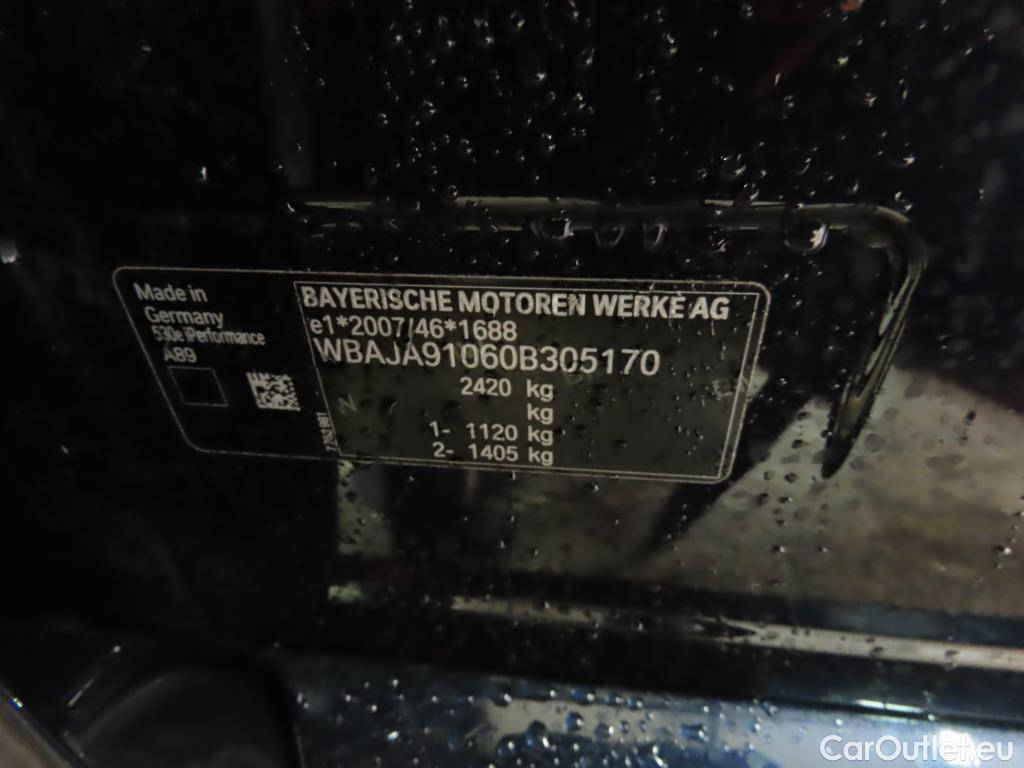 Made in
Germany
530e iPerformance
A89
BAYERISCHE MOTOREN WERKE AG
e1*2007/46*1688
WBAJA91060B305170
2420 kg
kg
1- 1120 kg
2- 1405 kg
CarOutlet.eu